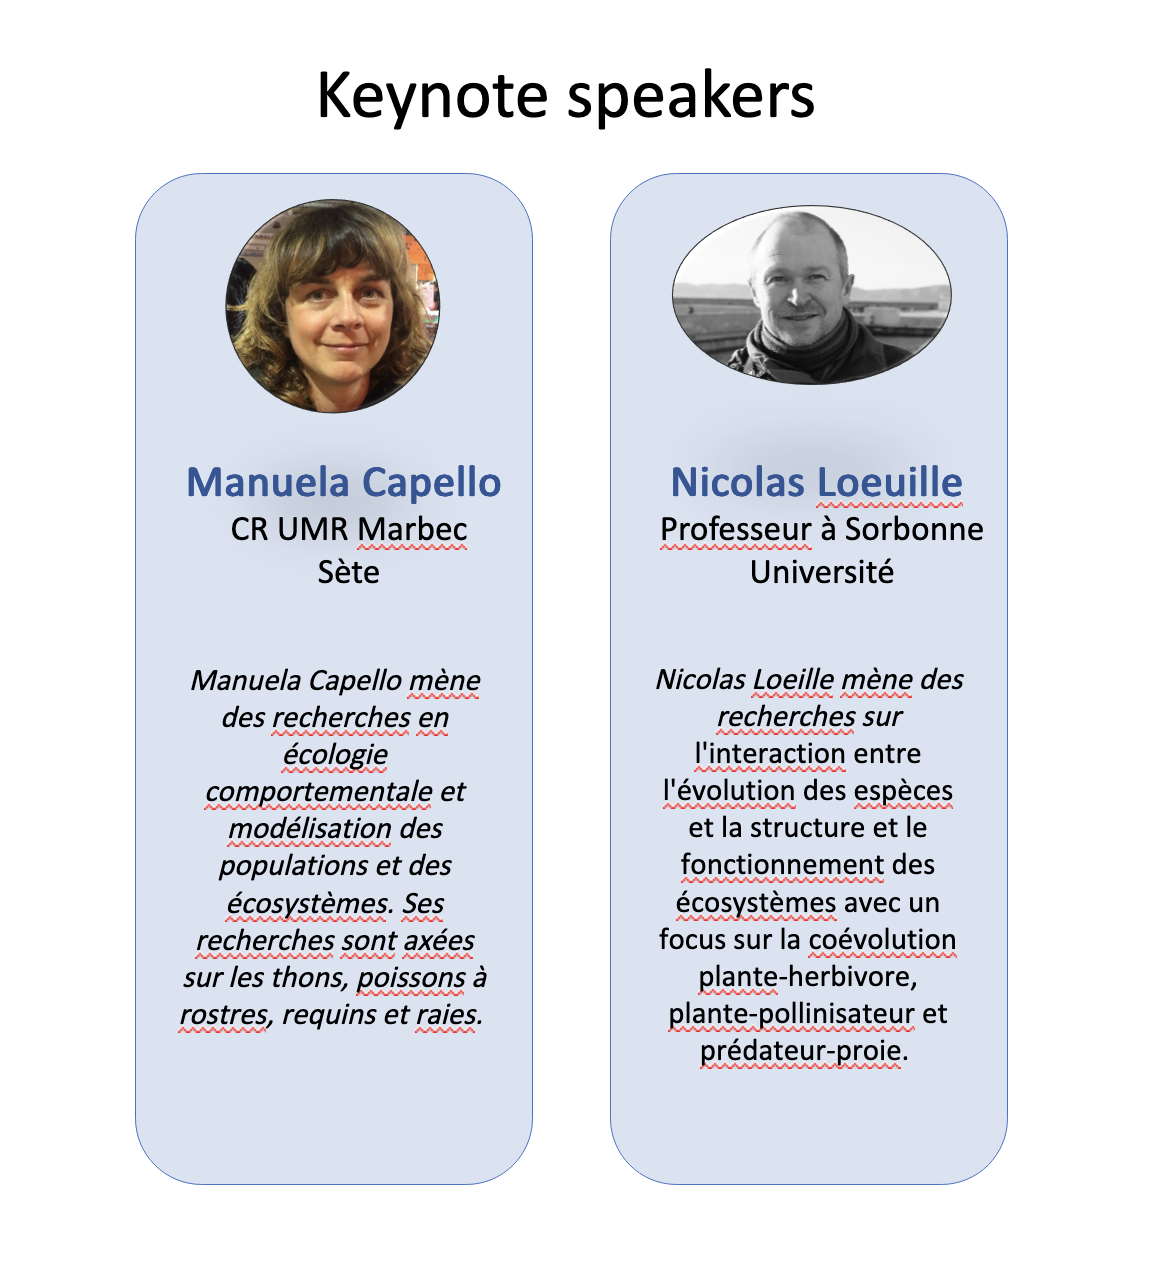 Keynote speakers
Manuela Capello
CR UMR Marbec
Sète
Manuela Capello mène
des recherches en
écologie
comportementale et
modélisation des
populations et des
écosystèmes. Ses
recherches sont axées
sur les thons, poissons à
rostres, requins et raies.
Nicolas Loeuille
Professeur à Sorbonne
Université
Nicolas Loeille mène des
recherches sur
l'interaction entre
l'évolution des espèces
et la structure et le
fonctionnement des
écosystèmes avec un
focus sur la coévolution
plante-herbivore,
plante-pollinisateur et
prédateur-proie.